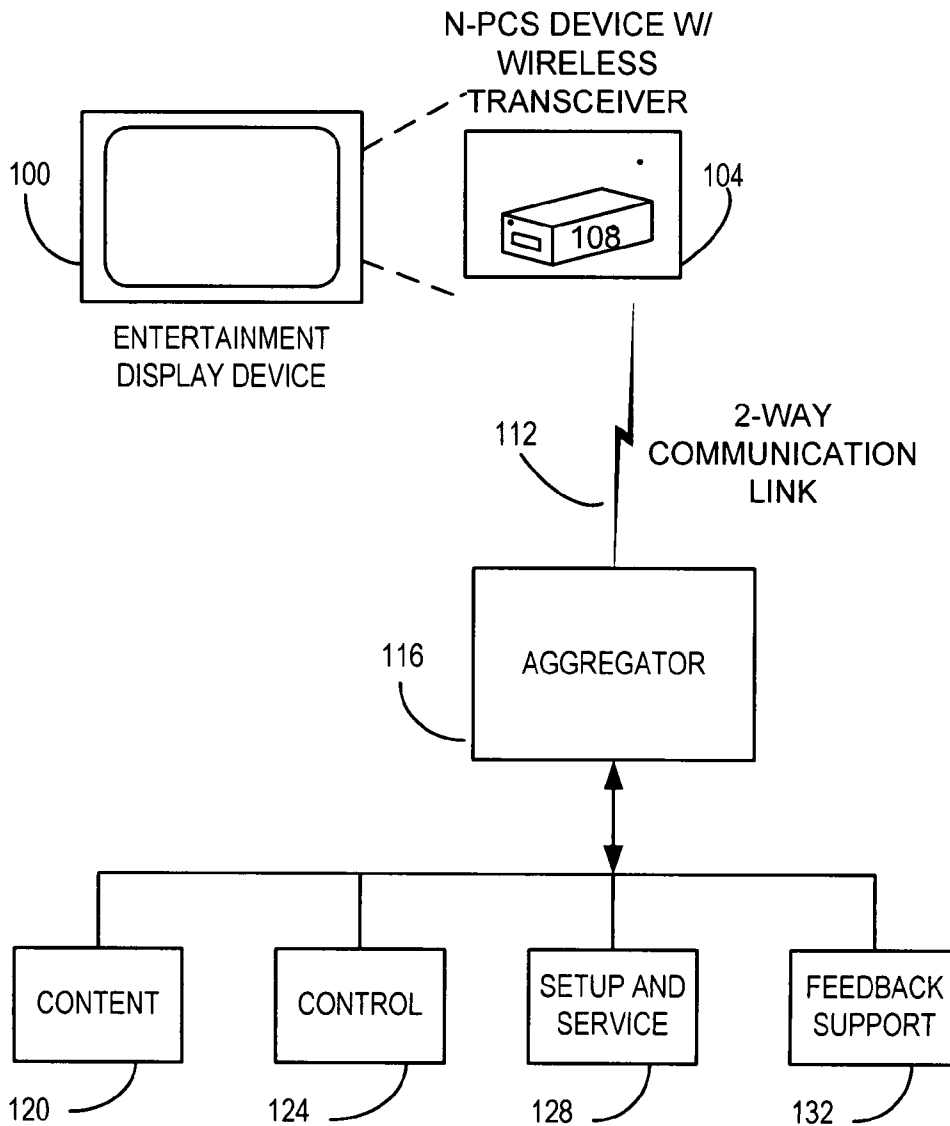 N-PCS DEVICE W/
WIRELESS
TRANSCEIVER
100
104
108
ENTERTAINMENT
DISPLAY DEVICE
112
2-WAY
COMMUNICATION
LINK
116
AGGREGATOR
CONTENT
CONTROL
SETUP AND
SERVICE
FEEDBACK
SUPPORT
120
124
128
132